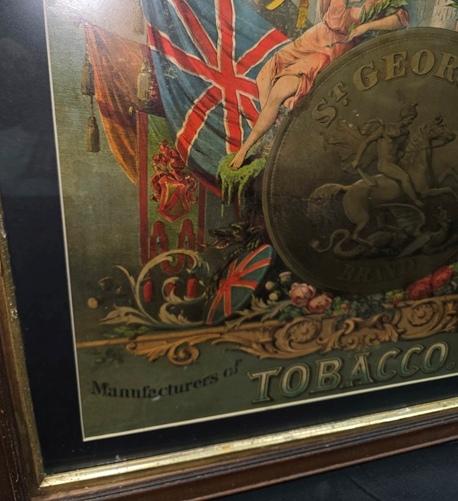 ST GEOR
BRAND
Manufacturers of TOBACCO